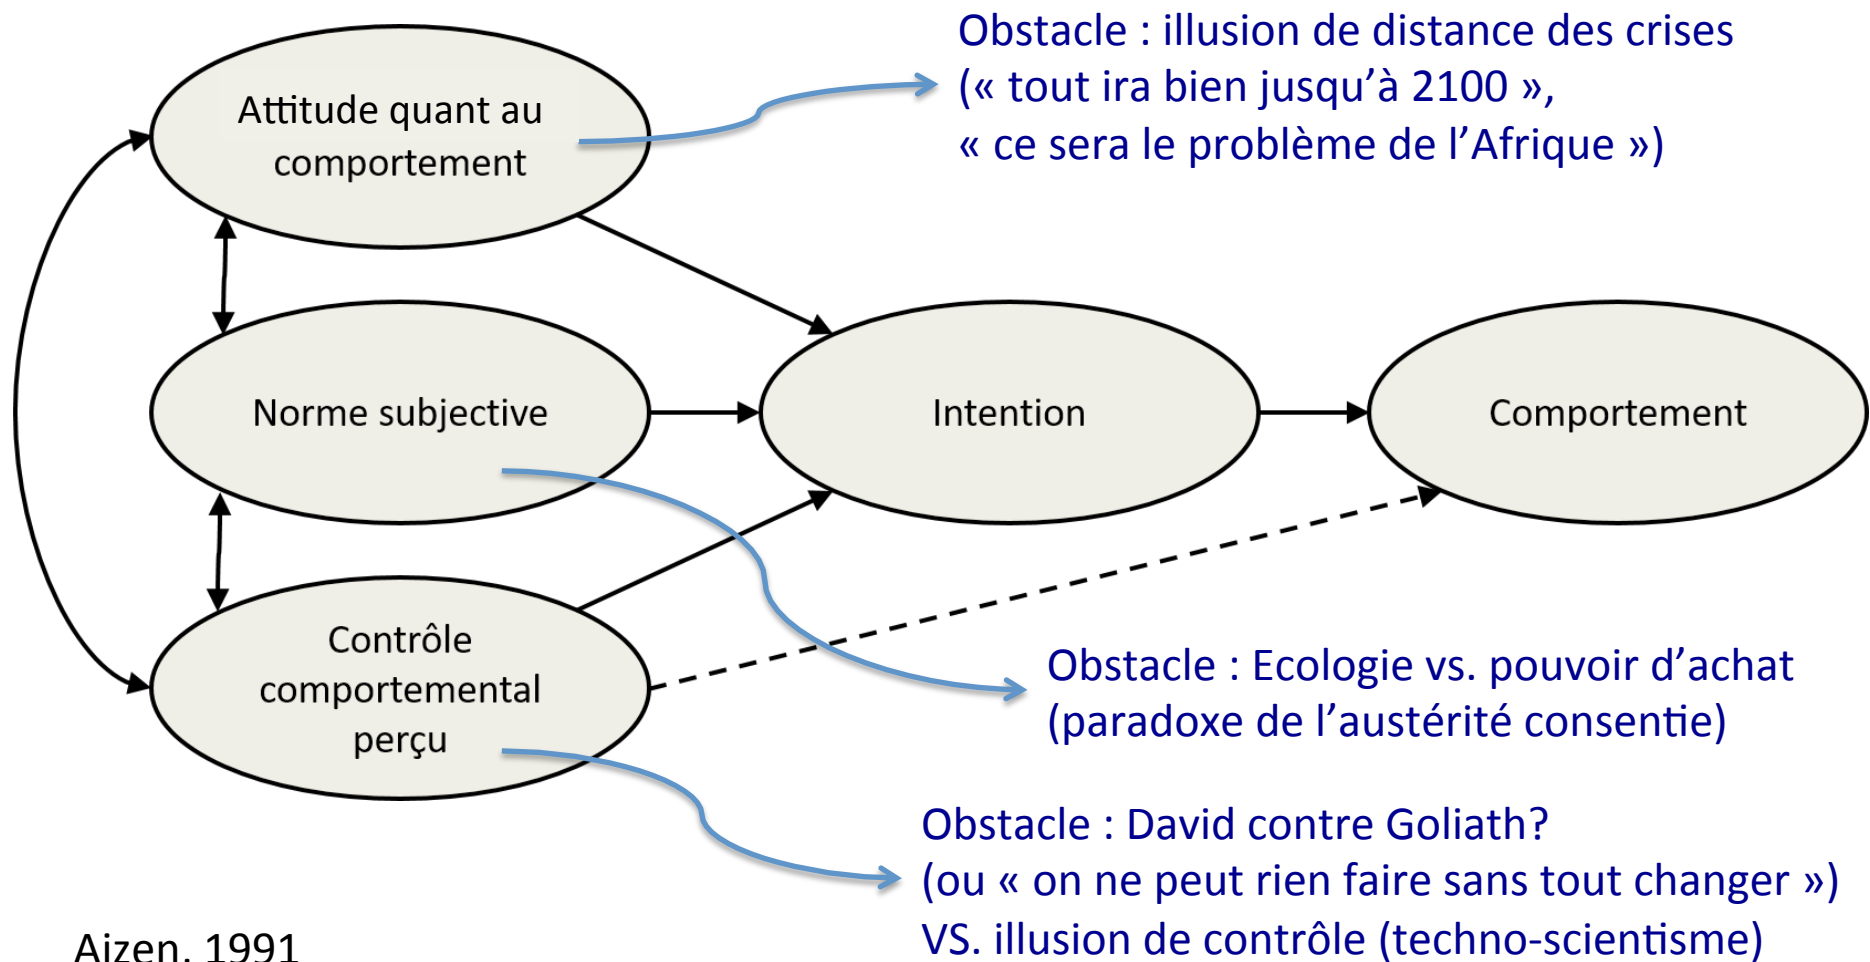 Obstacle : illusion de distance des crises
(« tout ira bien jusqu’à 2100 »,
« ce sera le problème de l’Afrique »)
Attitude quant au
comportement
Norme subjective
Intention
Comportement
Contrôle
comportemental
perçu
Obstacle : Ecologie vs. pouvoir d’achat
(paradoxe de l’austérité consentie)
Obstacle : David contre Goliath?
(ou « on ne peut rien faire sans tout changer »)
VS. illusion de contrôle (techno-scientisme)
Ajzen, 1991